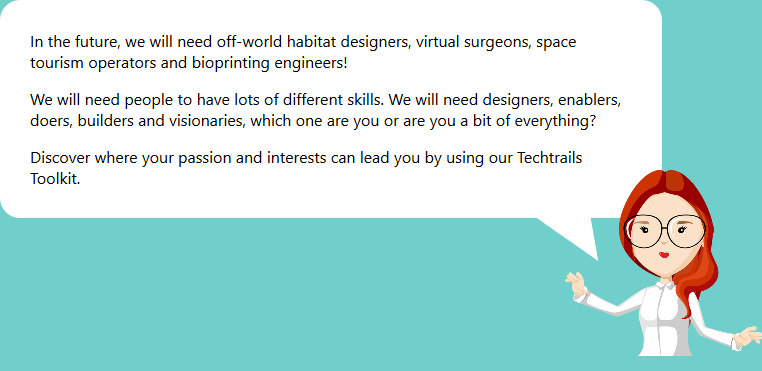 In the future, we will need off-world habitat designers, virtual surgeons, space
tourism operators and bioprinting engineers!
We will need people to have lots of different skills. We will need designers, enablers,
doers, builders and visionaries, which one are you or are you a bit of everything?
Discover where your passion and interests can lead you by using our Techtrails
Toolkit.